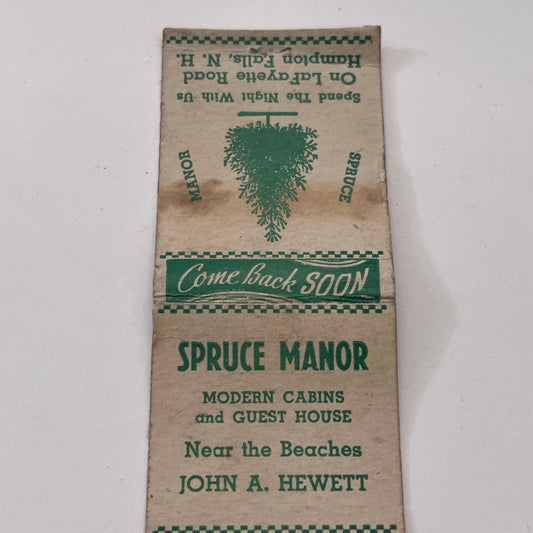 Spend The Night With Us
On LaFayette Road
Hampton Falls, N. H.
SPRUCE
MANOR
Come Back SOON
SPRUCE MANOR
MODERN CABINS
and GUEST HOUSE
Near the Beaches
JOHN A. HEWETT